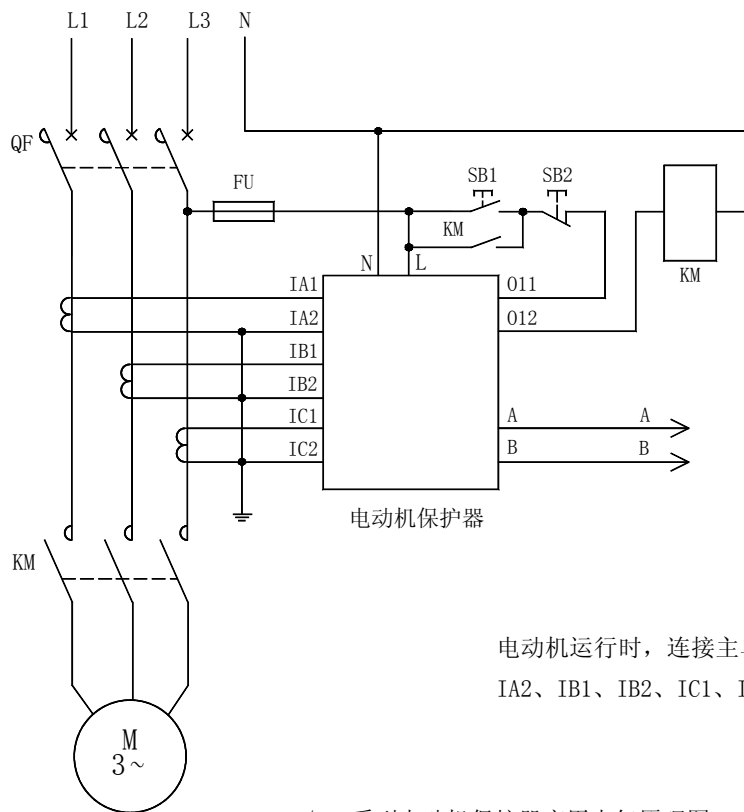 L1 L2 L3 N
QF
FU
SB1 SB2
KM
KM
N L
IA1
IA2
IB1
IB2
IC1
IC2
O11
O12
A A
B B
电动机保护器
KM
电动机运行时，连接主
IA2、IB1、IB2、IC1、
M
3~